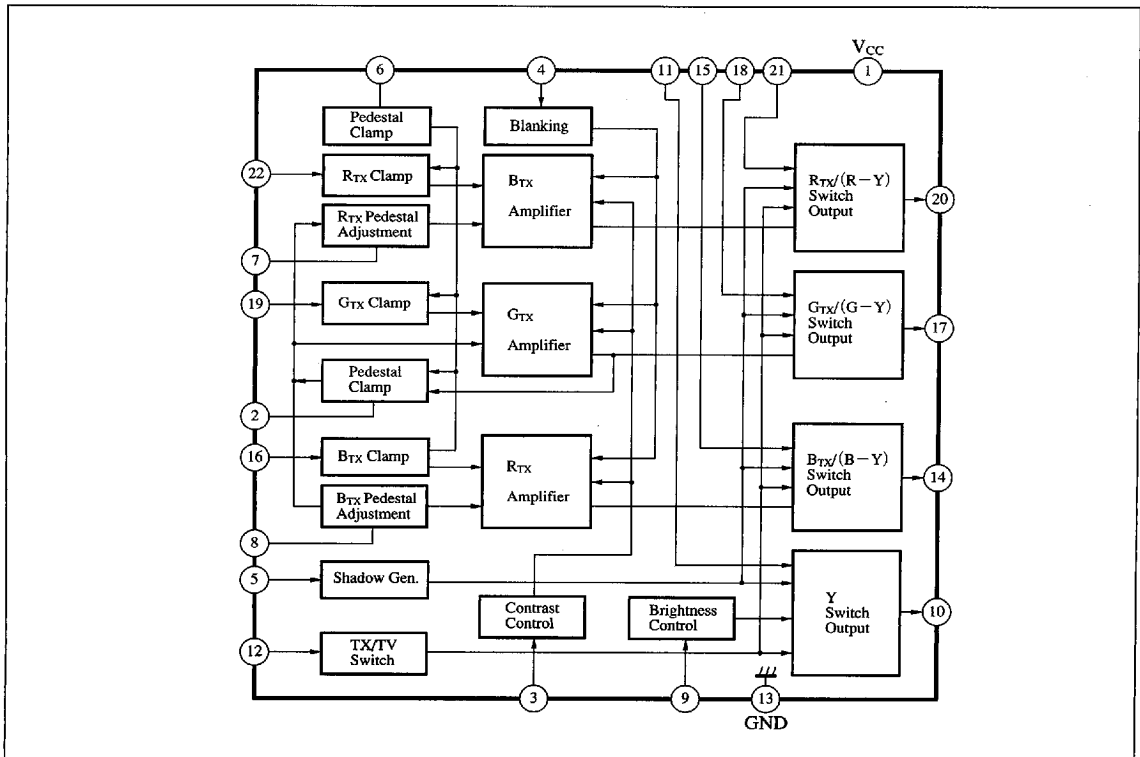 VCC
6
4
11
15
18
21
1
Pedestal
Clamp
Blanking
22
RTX Clamp
BTX
Amplifier
RTX/(R−Y)
Switch
Output
20
RTX Pedestal
Adjustment
7
19
GTX Clamp
GTX
Amplifier
GTX/(G−Y)
Switch
Output
17
Pedestal
Clamp
2
16
BTX Clamp
RTX
Amplifier
BTX/(B−Y)
Switch
Output
14
BTX Pedestal
Adjustment
8
5
Shadow Gen.
Contrast
Control
Brightness
Control
Y
Switch
Output
10
12
TX/TV
Switch
3
9
13
GND